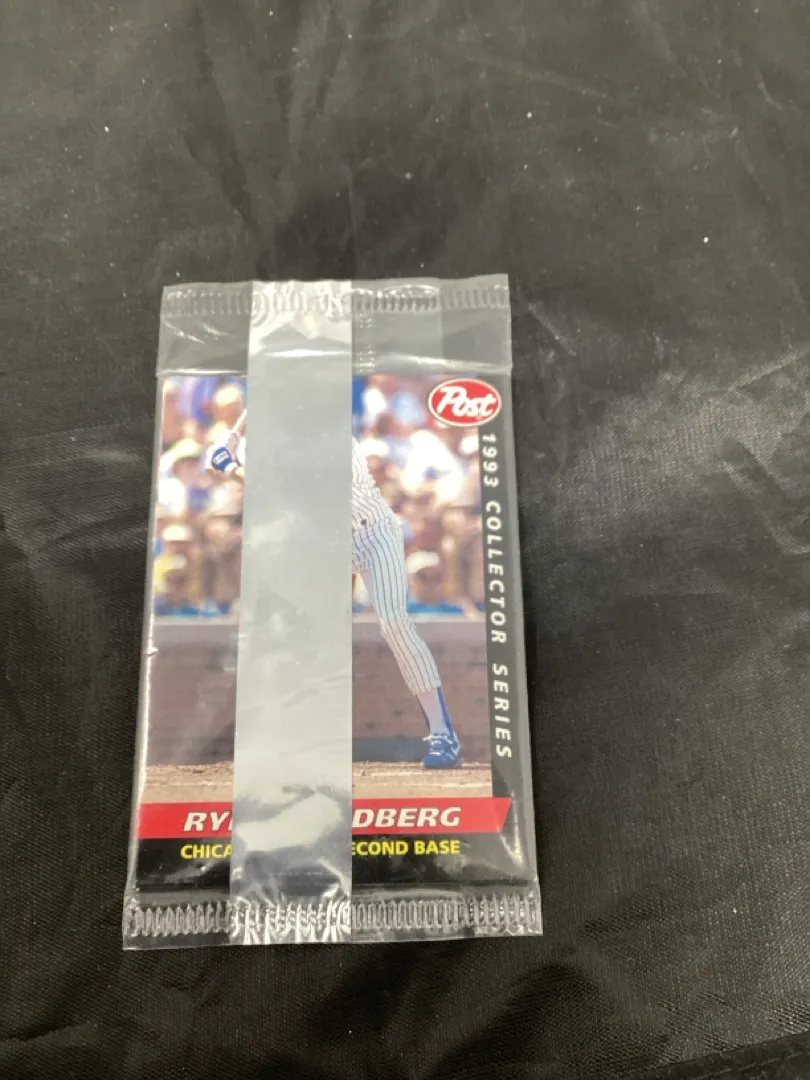 Post
1993 COLLECTOR SERIES
RY DBERG
CHICA ECOND BASE